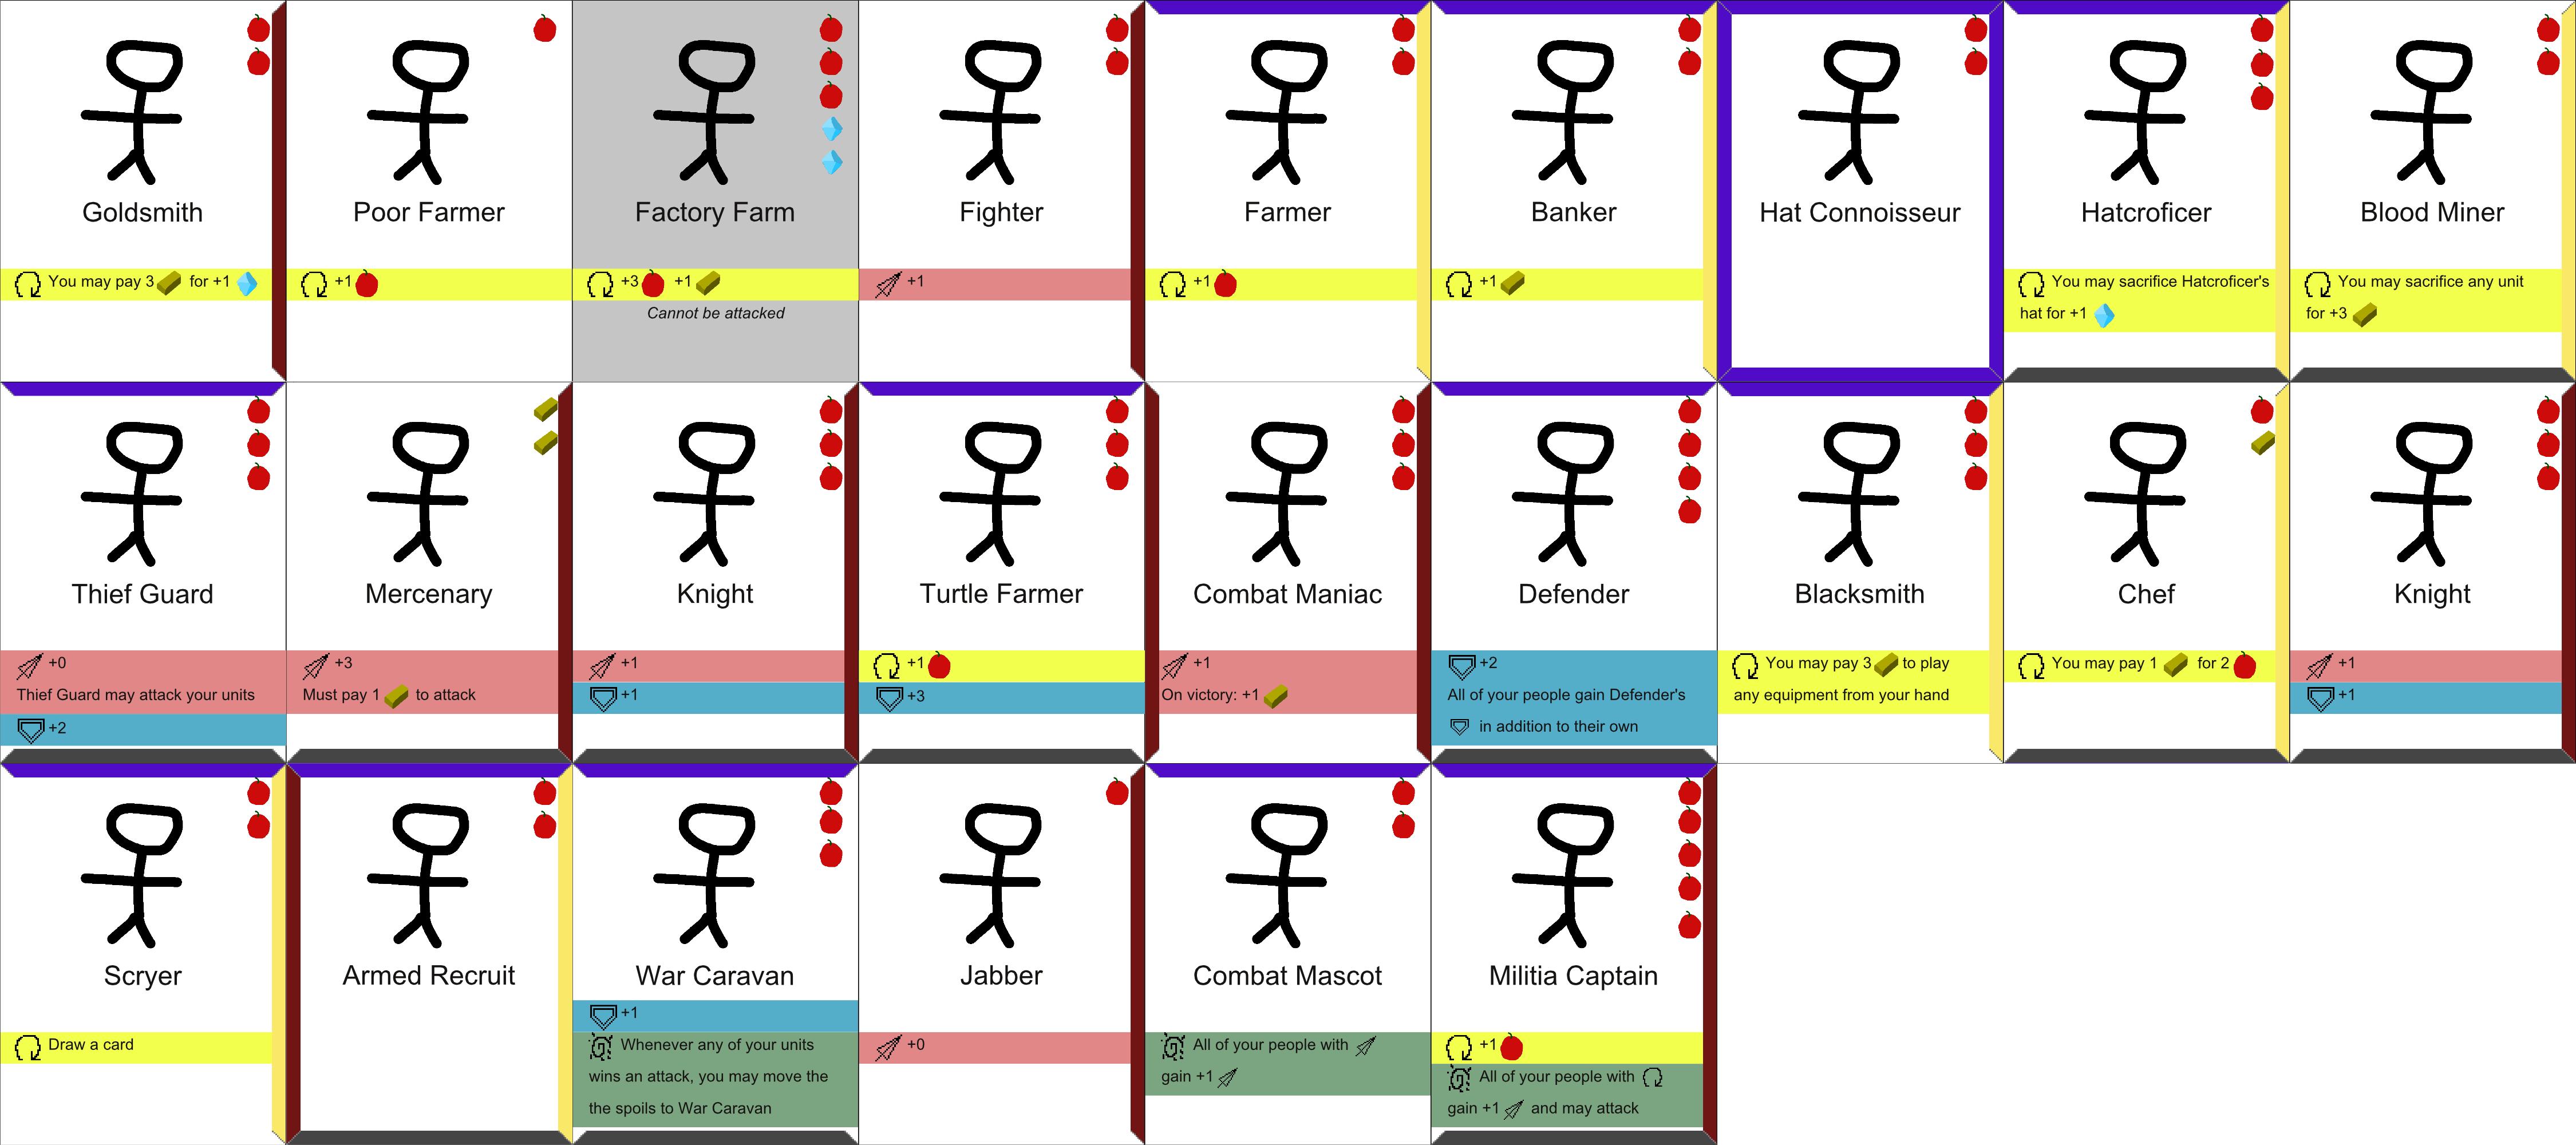 Goldsmith
You may pay 3 for +1
Poor Farmer
+1
Factory Farm
+3 +1
Cannot be attacked
Fighter
+1
Farmer
+1
Banker
+1
Hat Connoisseur
Hatcroficer
You may sacrifice Hatcroficer's
hat for +1
Blood Miner
You may sacrifice any unit
for +3
Thief Guard
+0
Thief Guard may attack your units
+2
Mercenary
+3
Must pay 1 to attack
Knight
+1
+1
Turtle Farmer
+1
+3
Combat Maniac
+1
On victory: +1
Defender
+2
All of your people gain Defender's
in addition to their own
Blacksmith
You may pay 3 to play
any equipment from your hand
Chef
You may pay 1 for 2
Knight
+1
+1
Scryer
Draw a card
Armed Recruit
War Caravan
+1
Whenever any of your units
wins an attack, you may move the
the spoils to War Caravan
Jabber
+0
Combat Mascot
All of your people with
gain +1
Militia Captain
+1
All of your people with
gain +1 and may attack